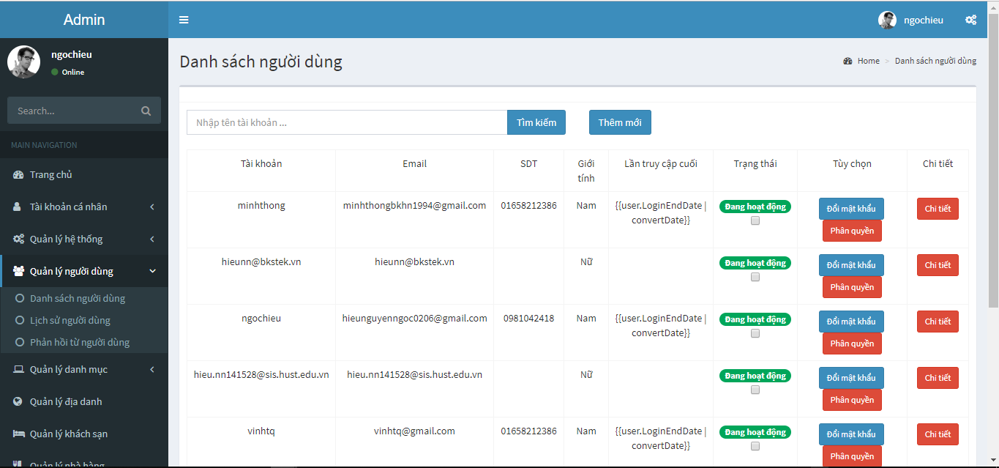 Admin
ngochieu
ngochieu
Online
Search...
MAIN NAVIGATION
Trang chủ
Tài khoản cá nhân
Quản lý hệ thống
Quản lý người dùng
Danh sách người dùng
Lịch sử người dùng
Phản hồi từ người dùng
Quản lý danh mục
Quản lý địa danh
Quản lý khách sạn
Quản lý nhà hàng
Danh sách người dùng
Home > Danh sách người dùng
Nhập tên tài khoản ... Tìm kiếm Thêm mới
Tài khoản Email SDT Giới tính Lần truy cập cuối Trạng thái Tùy chọn Chi tiết
minhthong minhthongbkhn1994@gmail.com 01658212386 Nam {{user.LoginEndDate | Đang hoạt động Đổi mật khẩu Chi tiết
convertDate}} Phân quyền
hieunn@bkstek.vn hieunn@bkstek.vn Nữ Đang hoạt động Đổi mật khẩu Chi tiết
Phân quyền
ngochieu hieunguyenngoc0206@gmail.com 0981042418 Nam {{user.LoginEndDate | Đang hoạt động Đổi mật khẩu Chi tiết
convertDate}} Phân quyền
hieu.nn141528@sis.hust.edu.vn hieu.nn141528@sis.hust.edu.vn Nữ Đang hoạt động Đổi mật khẩu Chi tiết
Phân quyền
vinhtq vinhtq@gmail.com 01658212386 Nam {{user.LoginEndDate | Đang hoạt động Đổi mật khẩu Chi tiết
convertDate}} Phân quyền